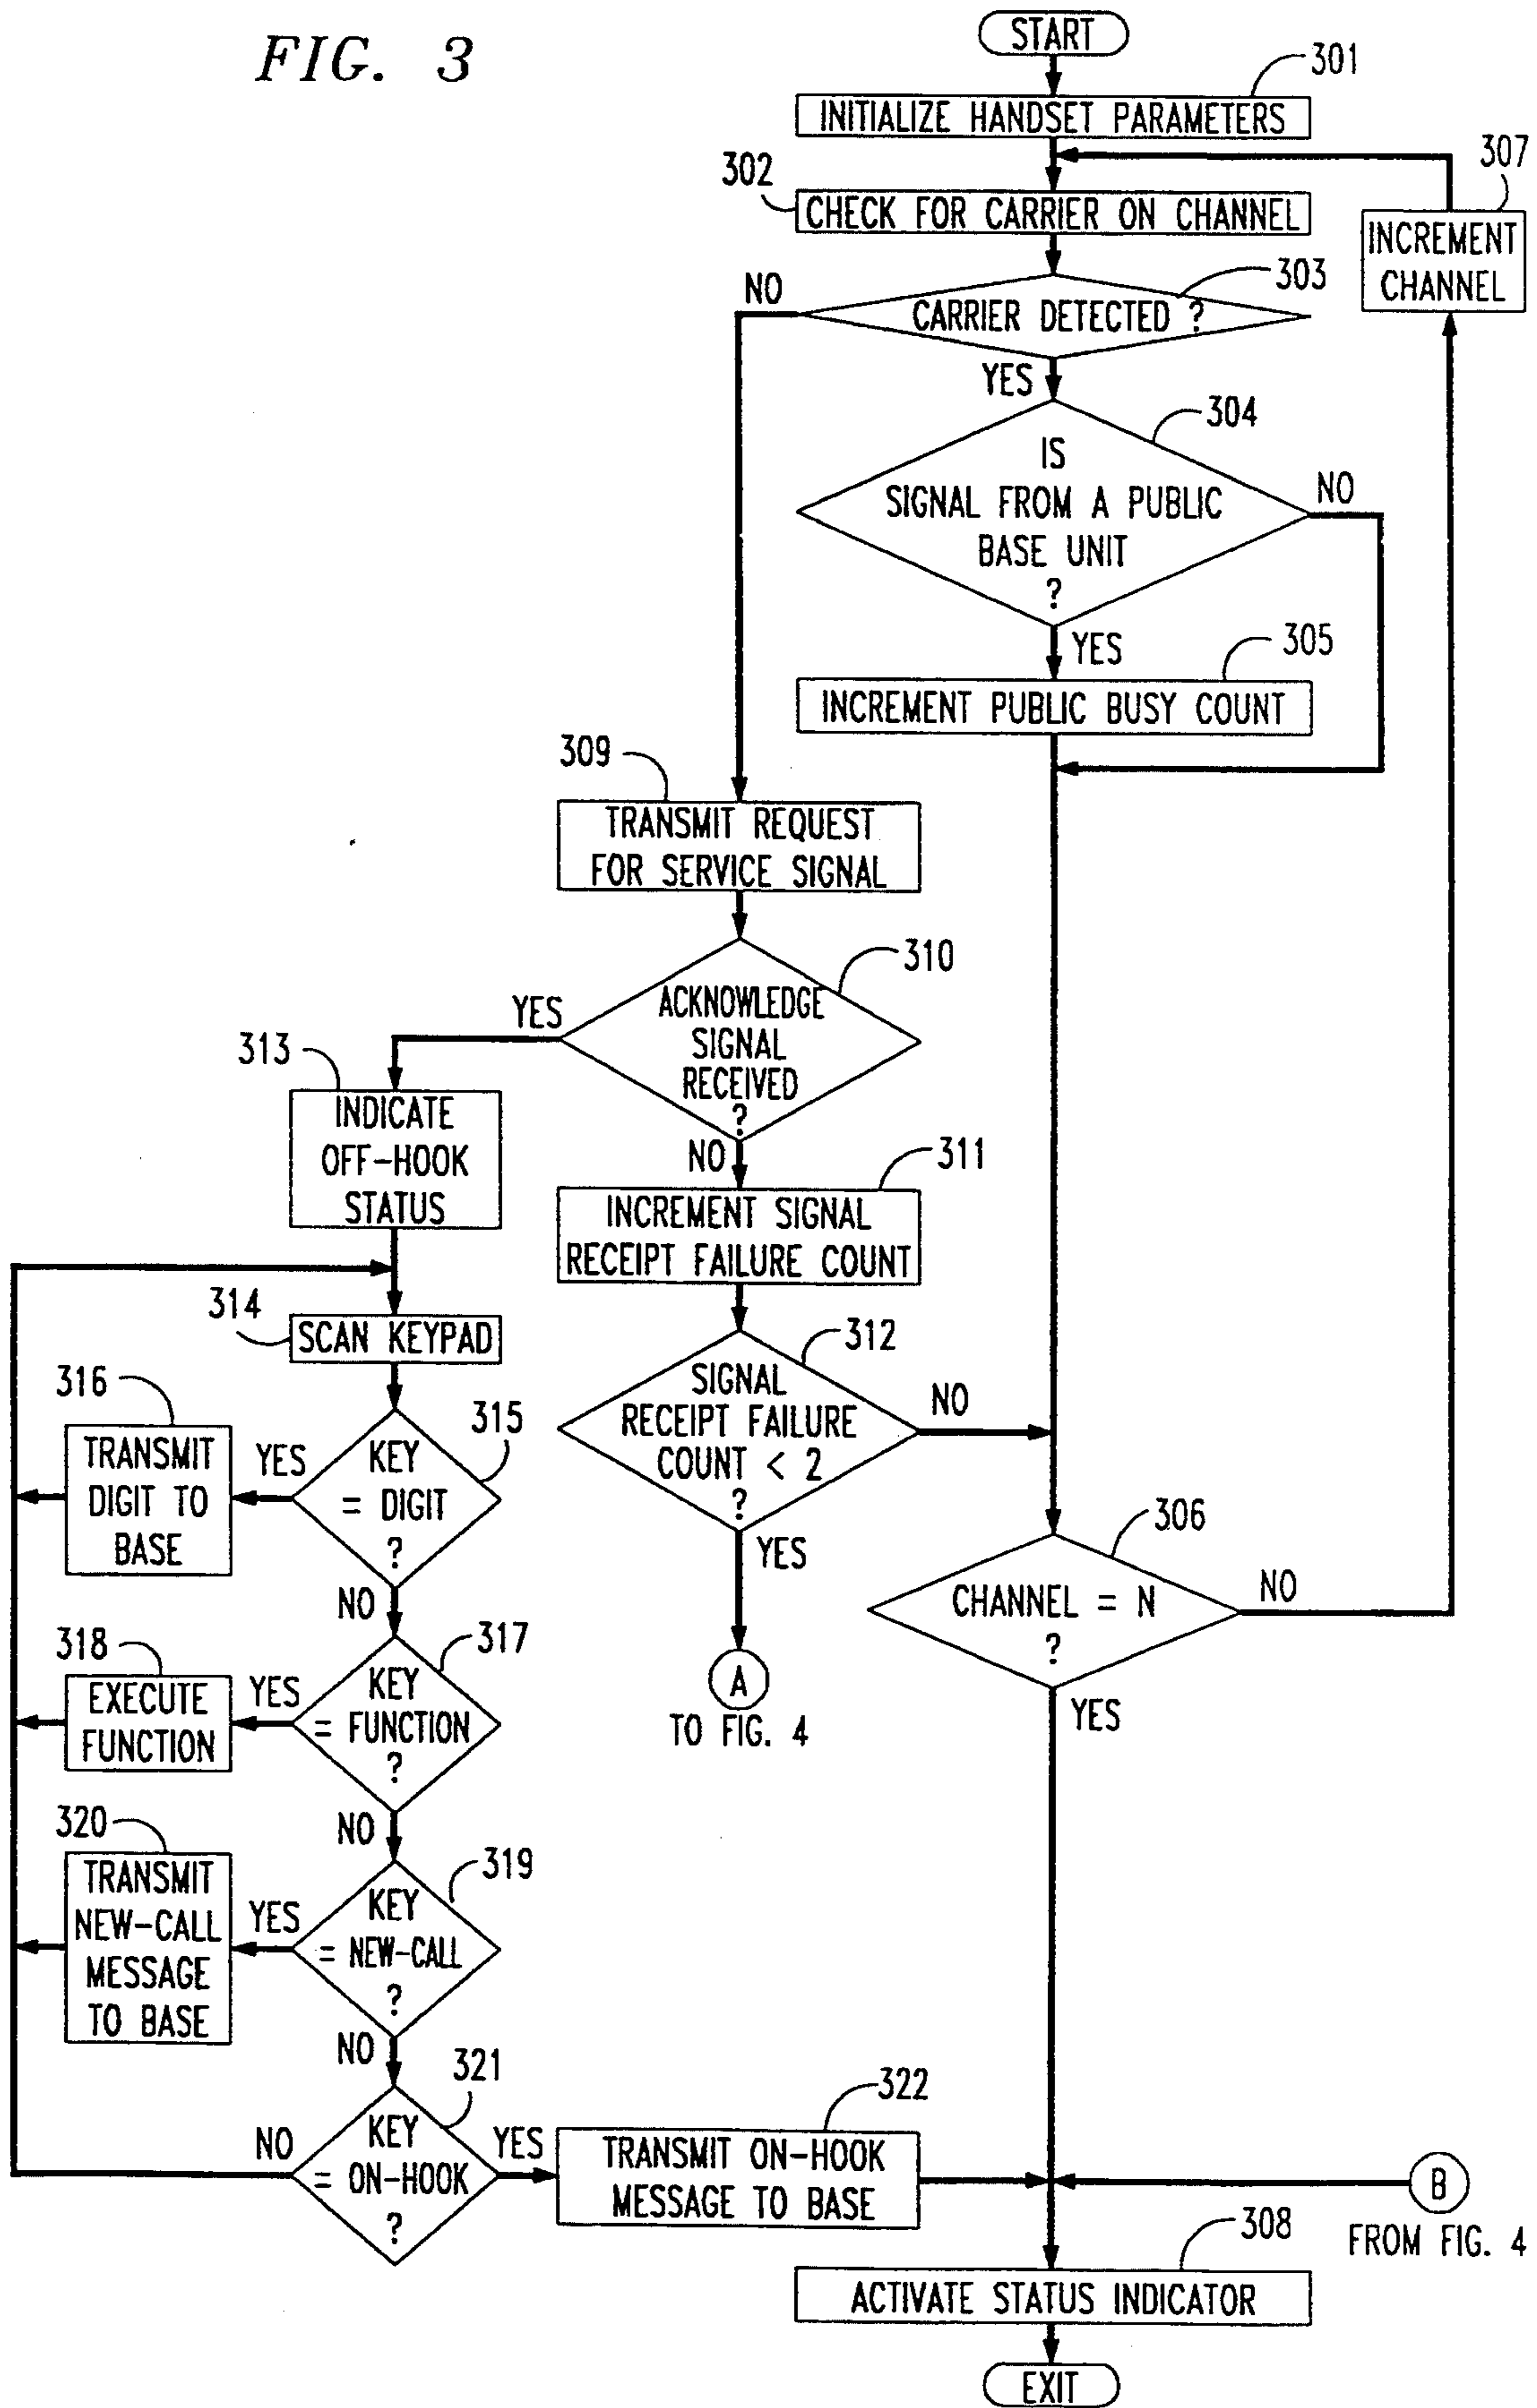 FIG. 3
START
301
INITIALIZE HANDSET PARAMETERS
307
302
CHECK FOR CARRIER ON CHANNEL
INCREMENT
CHANNEL
303
NO
CARRIER DETECTED ?
YES
304
IS
SIGNAL FROM A PUBLIC
BASE UNIT
?
NO
YES
305
INCREMENT PUBLIC BUSY COUNT
309
TRANSMIT REQUEST
FOR SERVICE SIGNAL
310
YES
ACKNOWLEDGE
SIGNAL
RECEIVED
?
313
INDICATE
OFF-HOOK
STATUS
NO
311
INCREMENT SIGNAL
RECEIPT FAILURE COUNT
314
SCAN KEYPAD
312
SIGNAL
RECEIPT FAILURE
COUNT < 2
?
NO
YES
316
TRANSMIT
DIGIT TO
BASE
YES
315
KEY
= DIGIT
?
NO
306
CHANNEL = N
?
NO
YES
A
TO FIG. 4
318
EXECUTE
FUNCTION
YES
317
KEY
= FUNCTION
?
NO
320
TRANSMIT
NEW-CALL
MESSAGE
TO BASE
YES
319
KEY
= NEW-CALL
?
NO
321
KEY
= ON-HOOK
?
NO
YES
322
TRANSMIT ON-HOOK
MESSAGE TO BASE
B
FROM FIG. 4
308
ACTIVATE STATUS INDICATOR
EXIT